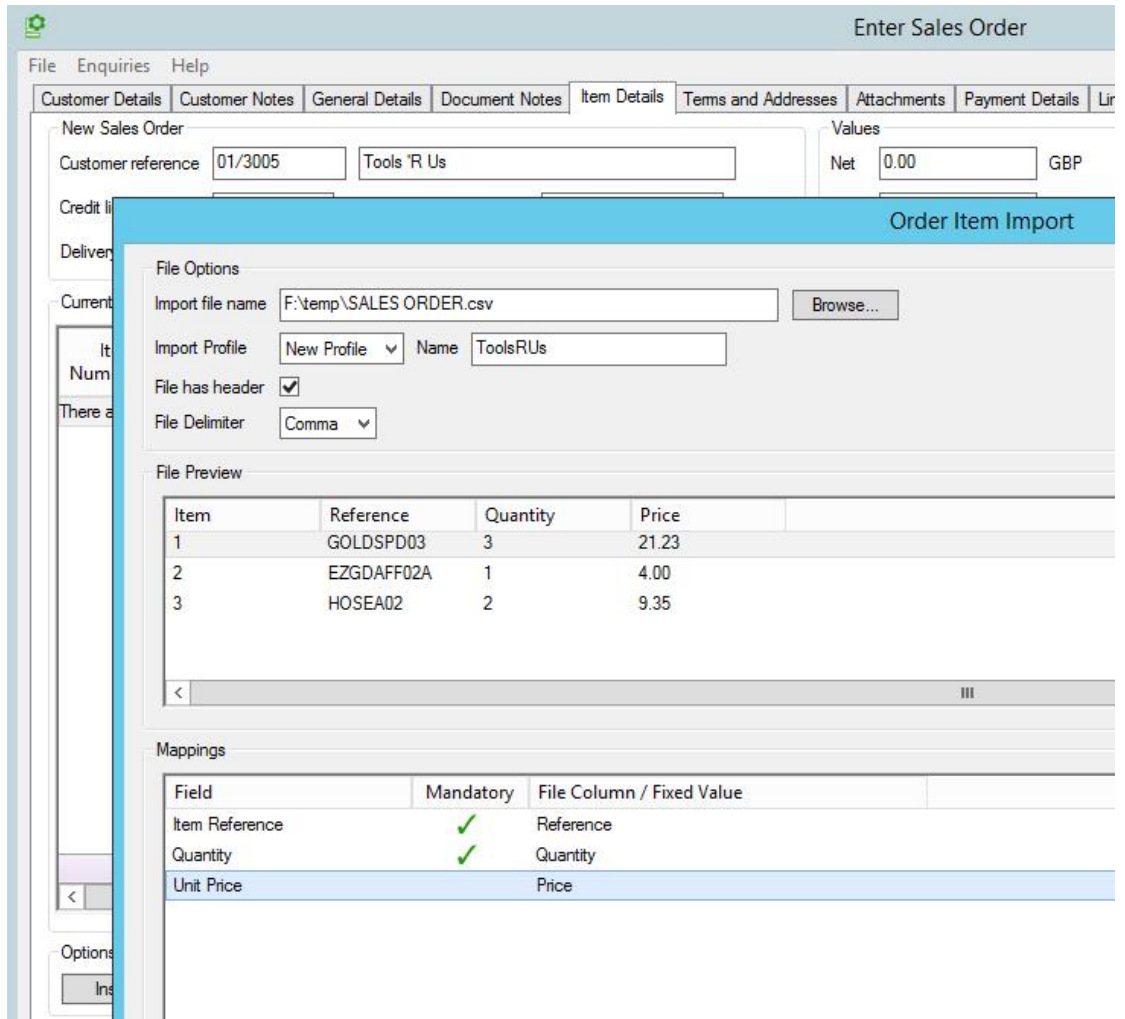 Enter Sales Order
File Enquiries Help
Customer Details Customer Notes General Details Document Notes Item Details Terms and Addresses Attachments Payment Details
New Sales Order Values
Customer reference 01/3005 Tools 'R Us Net 0.00 GBP
Credit
Order Item Import
File Options
Import file name F:\temp\SALES ORDER.csv Browse...
Import Profile New Profile Name ToolsRUs
File has header
File Delimiter Comma
Current
There
File Preview
Item Reference Quantity Price
1 GOLDSPD03 3 21.23
2 EZGDAFF02A 1 4.00
3 HOSEA02 2 9.35
Mappings
Field Mandatory File Column / Fixed Value
Item Reference Reference
Quantity Quantity
Unit Price Price
Options